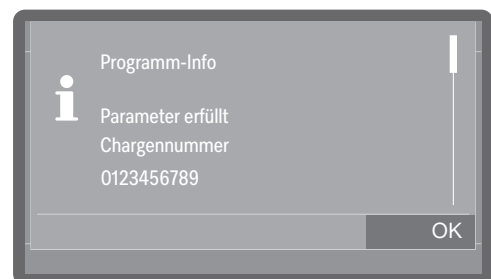 Programm-Info
Parameter erfüllt
Chargennummer
0123456789
OK